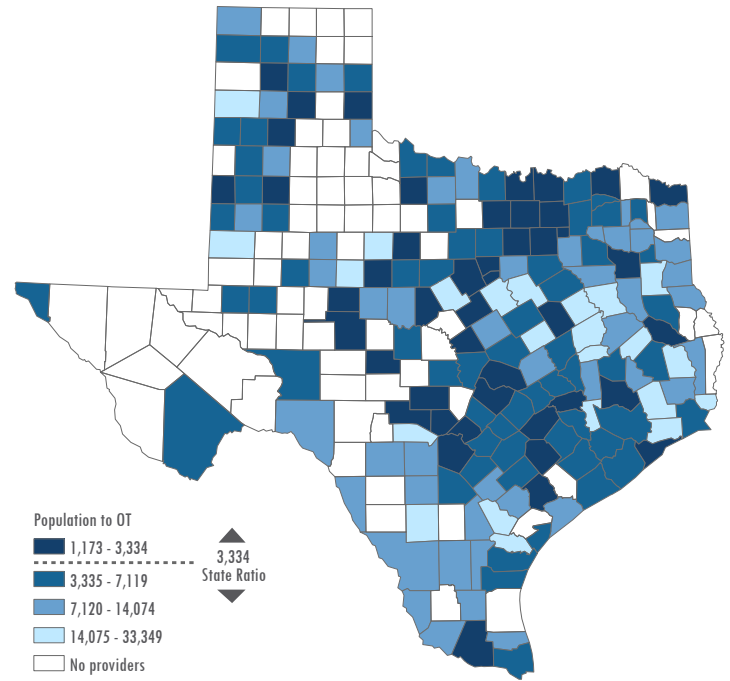 Population to OT
1,173 - 3,334
3,335 - 7,119
7,120 - 14,074
14,075 - 33,349
No providers
3,334
State Ratio